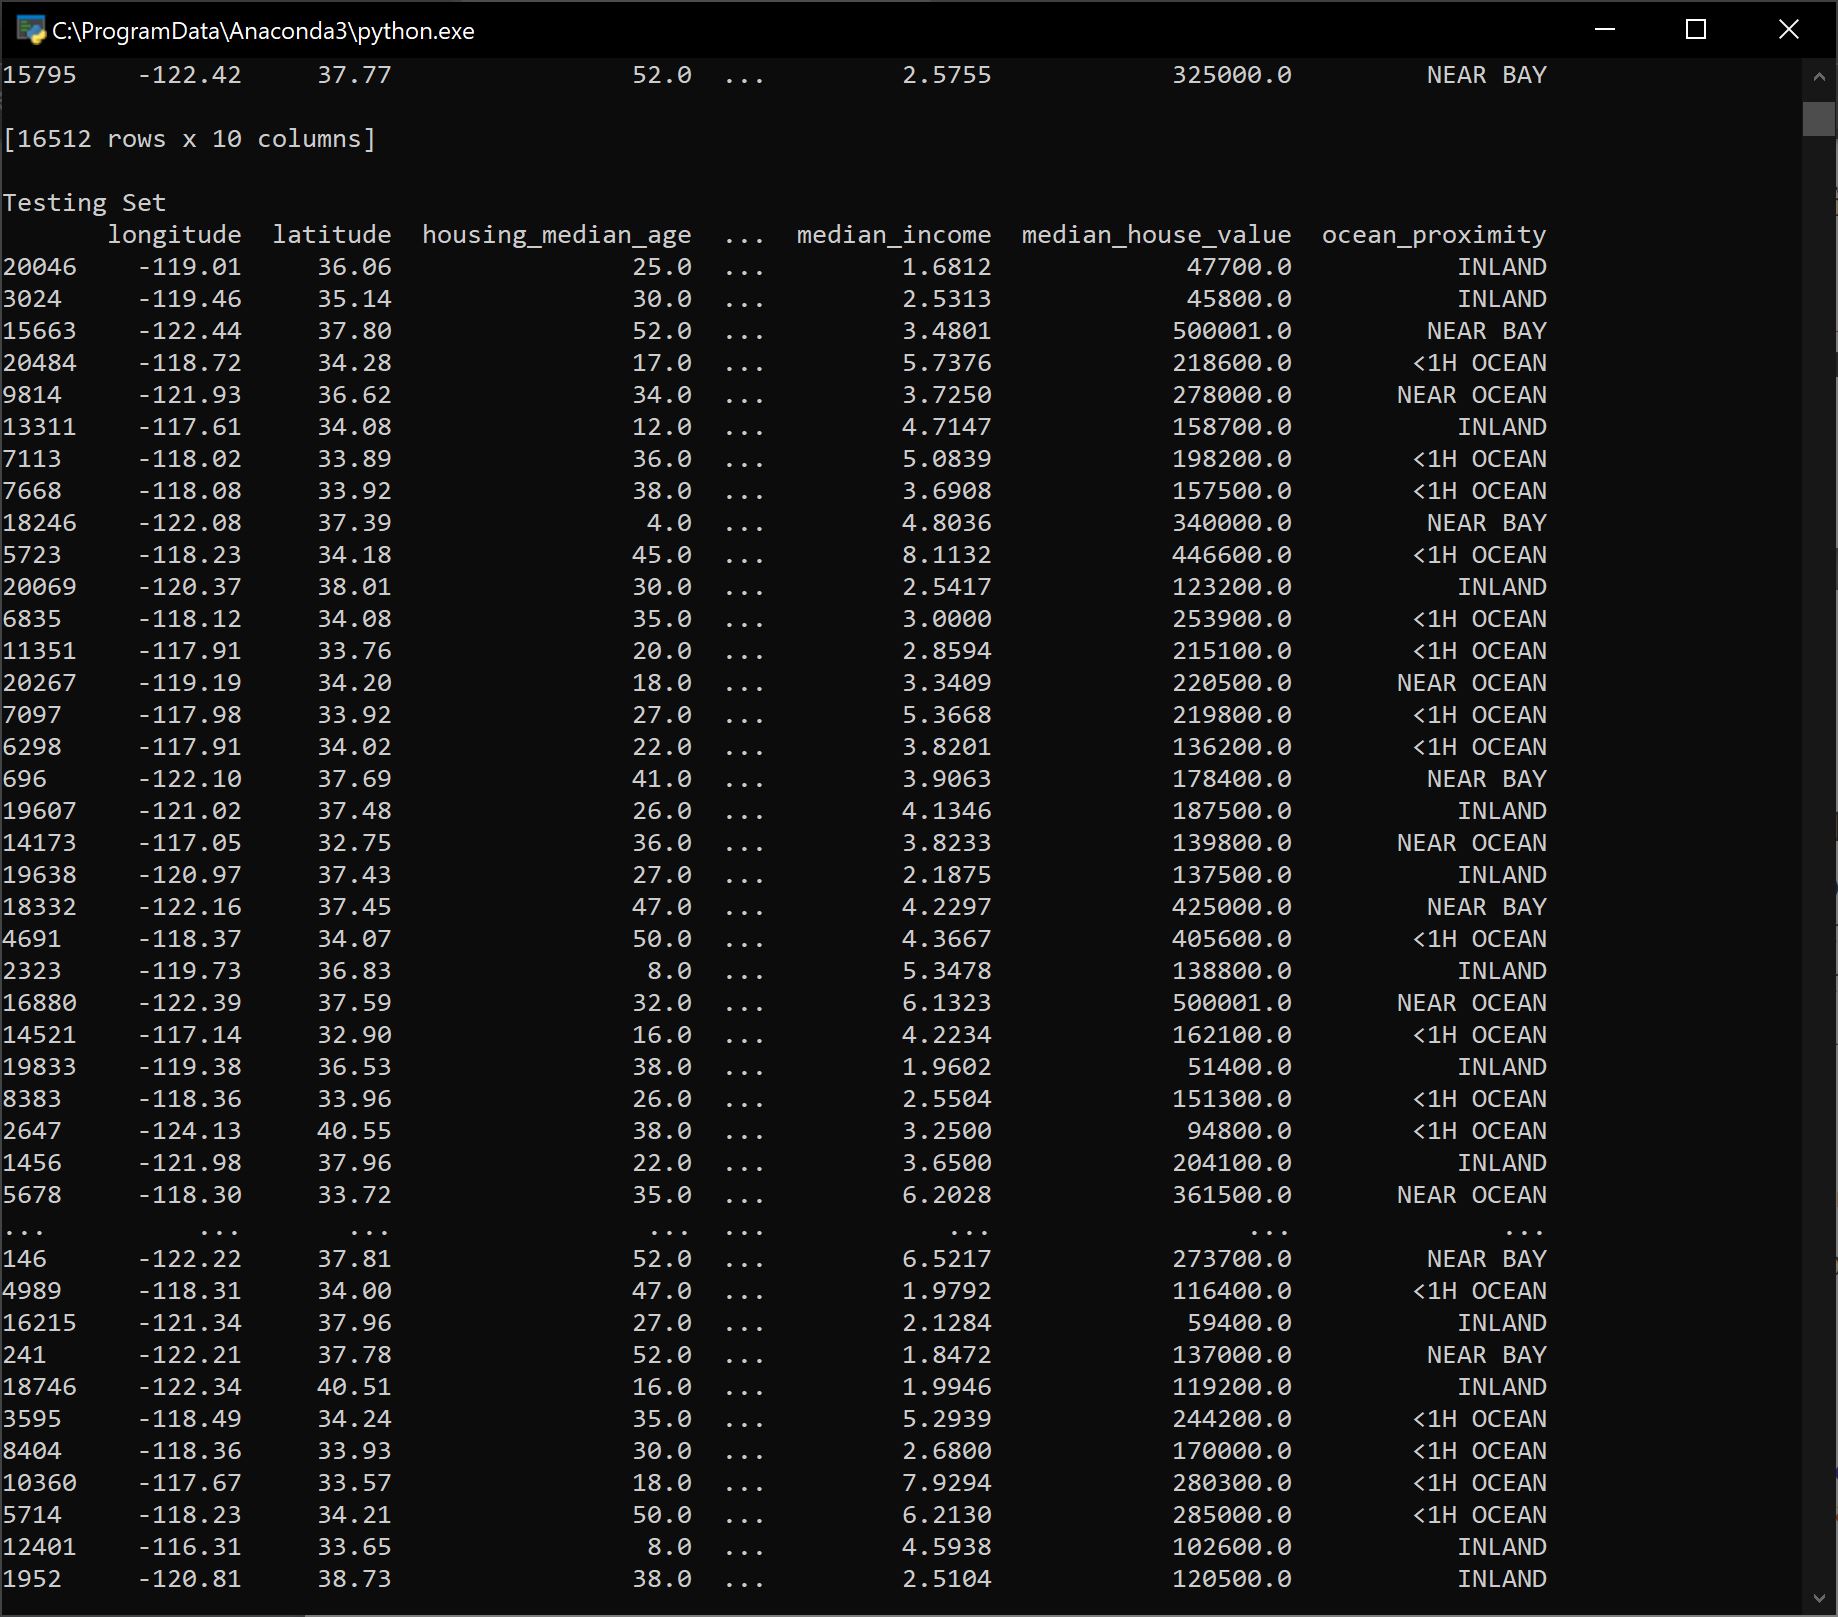 C:\ProgramData\Anaconda3\python.exe
15795 -122.42 37.77 52.0 ... 2.5755 325000.0 NEAR BAY
[16512 rows x 10 columns]
Testing Set
longitude latitude housing_median_age ... median_income median_house_value ocean_proximity
20046 -119.01 36.06 25.0 ... 1.6812 47700.0 INLAND
3024 -119.46 35.14 30.0 ... 2.5313 45800.0 INLAND
15663 -122.44 37.80 52.0 ... 3.4801 500001.0 NEAR BAY
20484 -118.72 34.28 17.0 ... 5.7376 218600.0 <1H OCEAN
9814 -121.93 36.62 34.0 ... 3.7250 278000.0 NEAR OCEAN
13311 -117.61 34.08 12.0 ... 4.7147 158700.0 INLAND
7113 -118.02 33.89 36.0 ... 5.0839 198200.0 <1H OCEAN
7668 -118.08 33.92 38.0 ... 3.6908 157500.0 <1H OCEAN
18246 -122.08 37.39 4.0 ... 4.8036 340000.0 NEAR BAY
5723 -118.23 34.18 45.0 ... 8.1132 446600.0 <1H OCEAN
20069 -120.37 38.01 30.0 ... 2.5417 123200.0 INLAND
6835 -118.12 34.08 35.0 ... 3.0000 253900.0 <1H OCEAN
11351 -117.91 33.76 20.0 ... 2.8594 215100.0 <1H OCEAN
20267 -119.19 34.20 18.0 ... 3.3409 220500.0 NEAR OCEAN
7097 -117.98 33.92 27.0 ... 5.3668 219800.0 <1H OCEAN
6298 -117.91 34.02 22.0 ... 3.8201 136200.0 <1H OCEAN
696 -122.10 37.69 41.0 ... 3.9063 178400.0 NEAR BAY
19607 -121.02 37.48 26.0 ... 4.1346 187500.0 INLAND
14173 -117.05 32.75 36.0 ... 3.8233 139800.0 NEAR OCEAN
19638 -120.97 37.43 27.0 ... 2.1875 137500.0 INLAND
18332 -122.16 37.45 47.0 ... 4.2297 425000.0 NEAR BAY
4691 -118.37 34.07 50.0 ... 4.3667 405600.0 <1H OCEAN
2323 -119.73 36.83 8.0 ... 5.3478 138800.0 INLAND
16880 -122.39 37.59 32.0 ... 6.1323 500001.0 NEAR OCEAN
14521 -117.14 32.90 16.0 ... 4.2234 162100.0 <1H OCEAN
19833 -119.38 36.53 38.0 ... 1.9602 51400.0 INLAND
8383 -118.36 33.96 26.0 ... 2.5504 151300.0 <1H OCEAN
2647 -124.13 40.55 38.0 ... 3.2500 94800.0 <1H OCEAN
1456 -121.98 37.96 22.0 ... 3.6500 204100.0 INLAND
5678 -118.30 33.72 35.0 ... 6.2028 361500.0 NEAR OCEAN
... ... ... ... ... ... ... ...
146 -122.22 37.81 52.0 ... 6.5217 273700.0 NEAR BAY
4989 -118.31 34.00 47.0 ... 1.9792 116400.0 <1H OCEAN
16215 -121.34 37.96 27.0 ... 2.1284 59400.0 INLAND
241 -122.21 37.78 52.0 ... 1.8472 137000.0 NEAR BAY
18746 -122.34 40.51 16.0 ... 1.9946 119200.0 INLAND
3595 -118.49 34.24 35.0 ... 5.2939 244200.0 <1H OCEAN
8404 -118.36 33.93 30.0 ... 2.6800 170000.0 <1H OCEAN
10360 -117.67 33.57 18.0 ... 7.9294 280300.0 <1H OCEAN
5714 -118.23 34.21 50.0 ... 6.2130 285000.0 <1H OCEAN
12401 -116.31 33.65 8.0 ... 4.5938 102600.0 INLAND
1952 -120.81 38.73 38.0 ... 2.5104 120500.0 INLAND